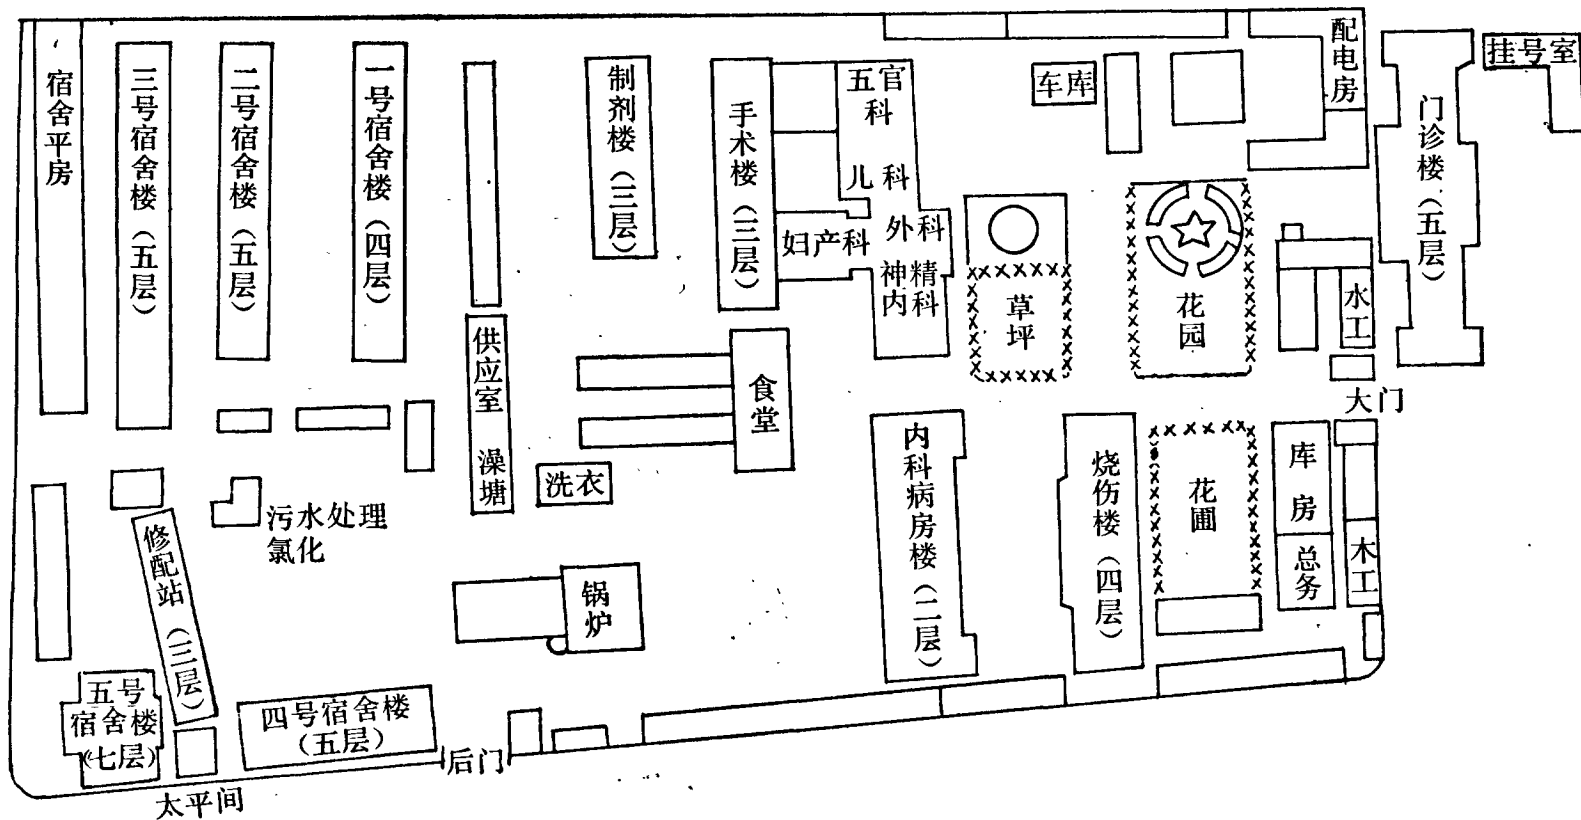 宿舍平房
三号宿舍楼（五层）
二号宿舍楼（五层）
一号宿舍楼（四层）
制剂楼（三层）
手术楼（三层）
五官科
儿科
妇产科
外科
神内
精科
车库
配电房
门诊楼（五层）
挂号室
草坪
花园
水工
大门
供应室
澡塘
食堂
洗衣
污水处理
氯化
修配站（三层）
锅炉
内科病房楼（二层）
烧伤楼（四层）
花圃
库房
总务
木工
五号
宿舍楼
（七层）
四号宿舍楼
（五层）
后门
太平间